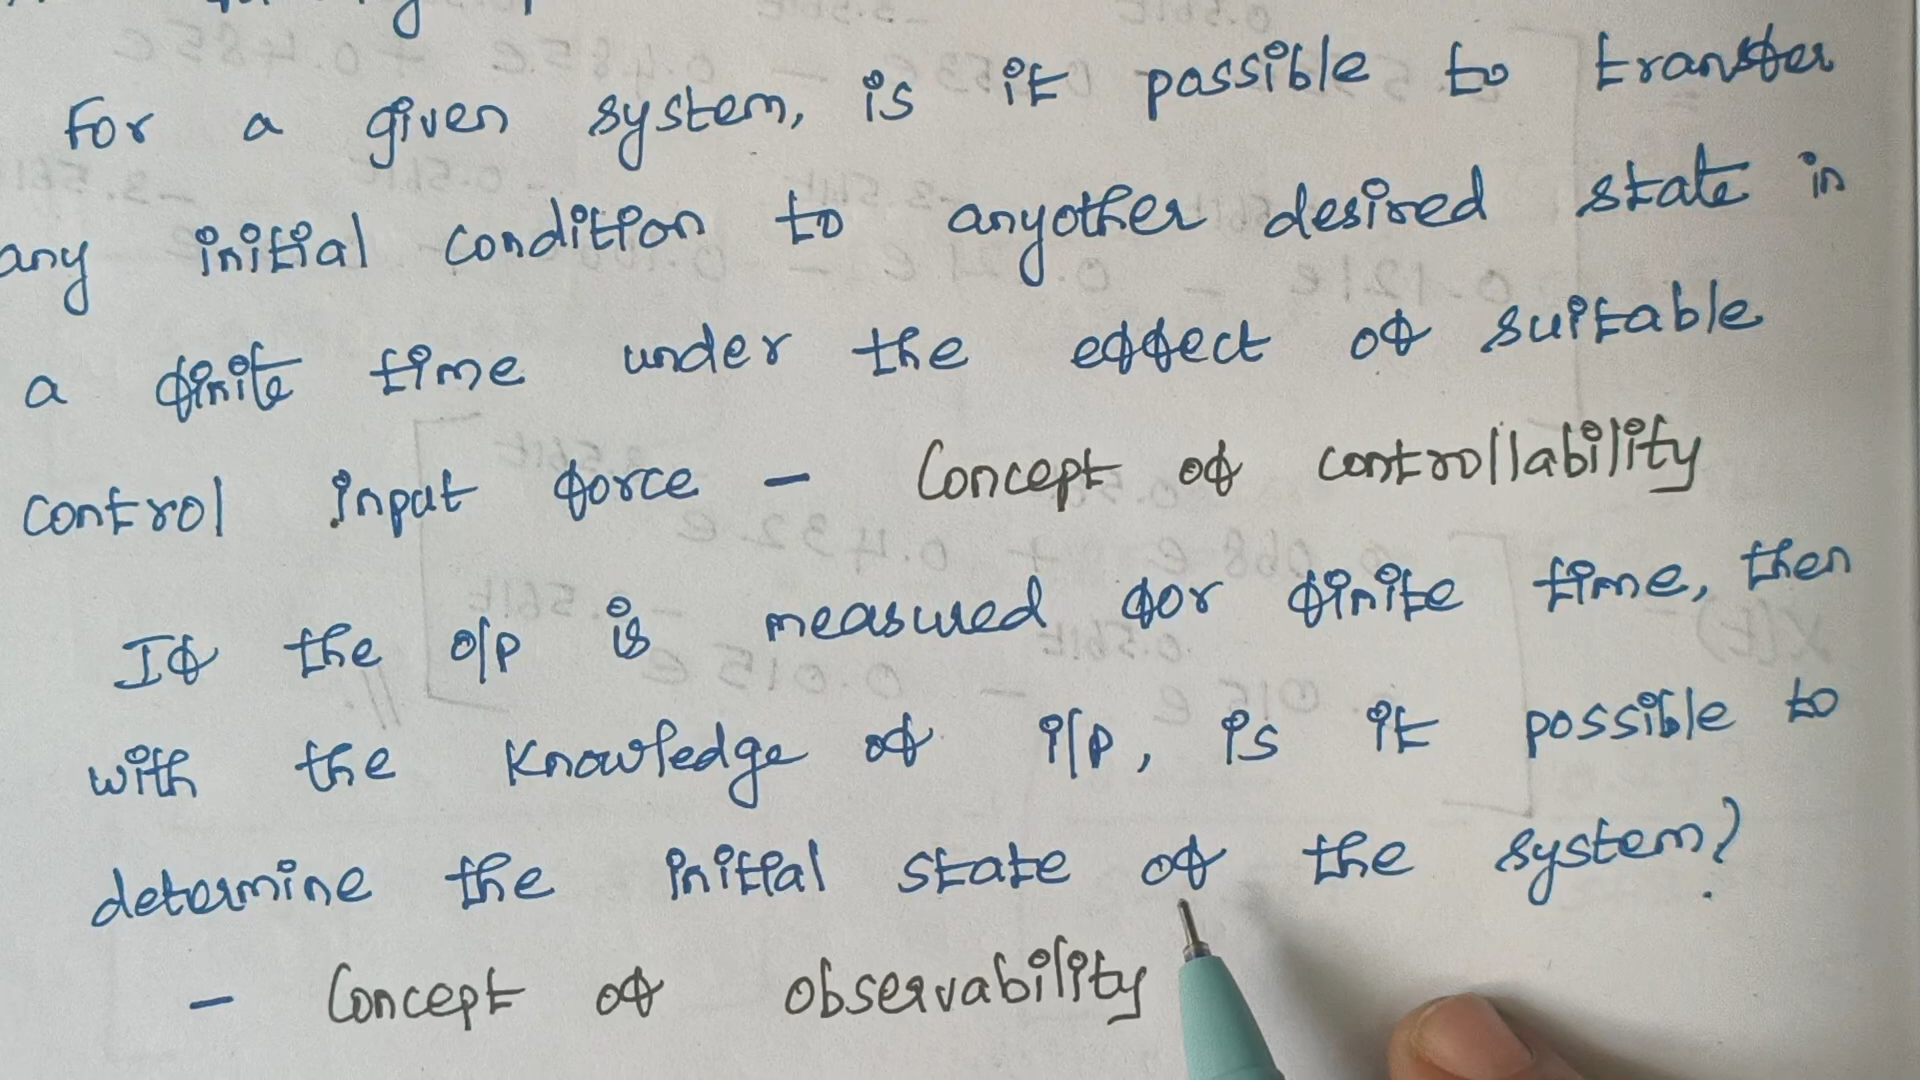 For a given system, is it possible to transfer
any initial condition to anyother desired state in
a finite time under the effect of suitable
control input force - Concept of controllability
If the o/p is measured for finite time, then
with the knowledge of i/p, is it possible to
determine the initial state of the system?
- Concept of observability